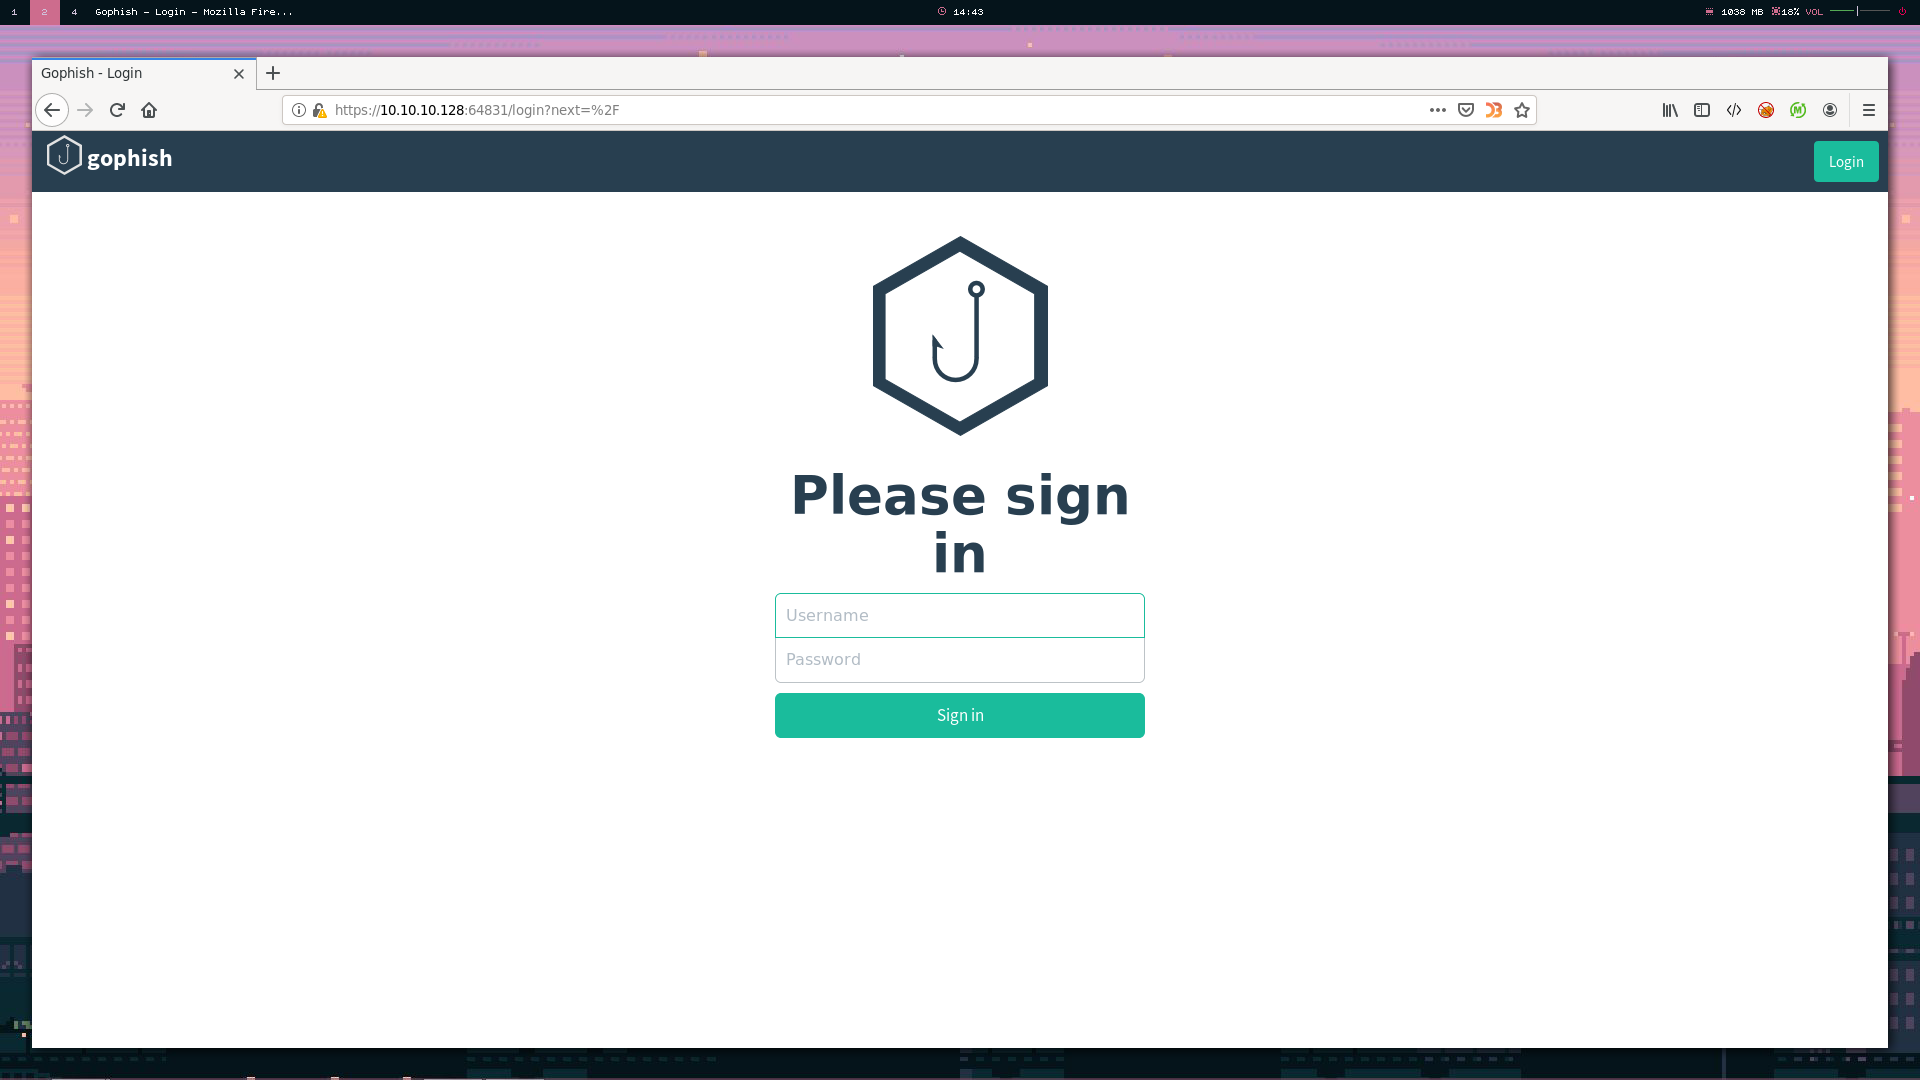 1 2 4 Gophish - Login - Mozilla Fire... 14:43 1038 MB 18% VOL
Gophish - Login
https://10.10.10.128:64831/login?next=%2F
gophish Login
Please sign
in
Username
Password
Sign in